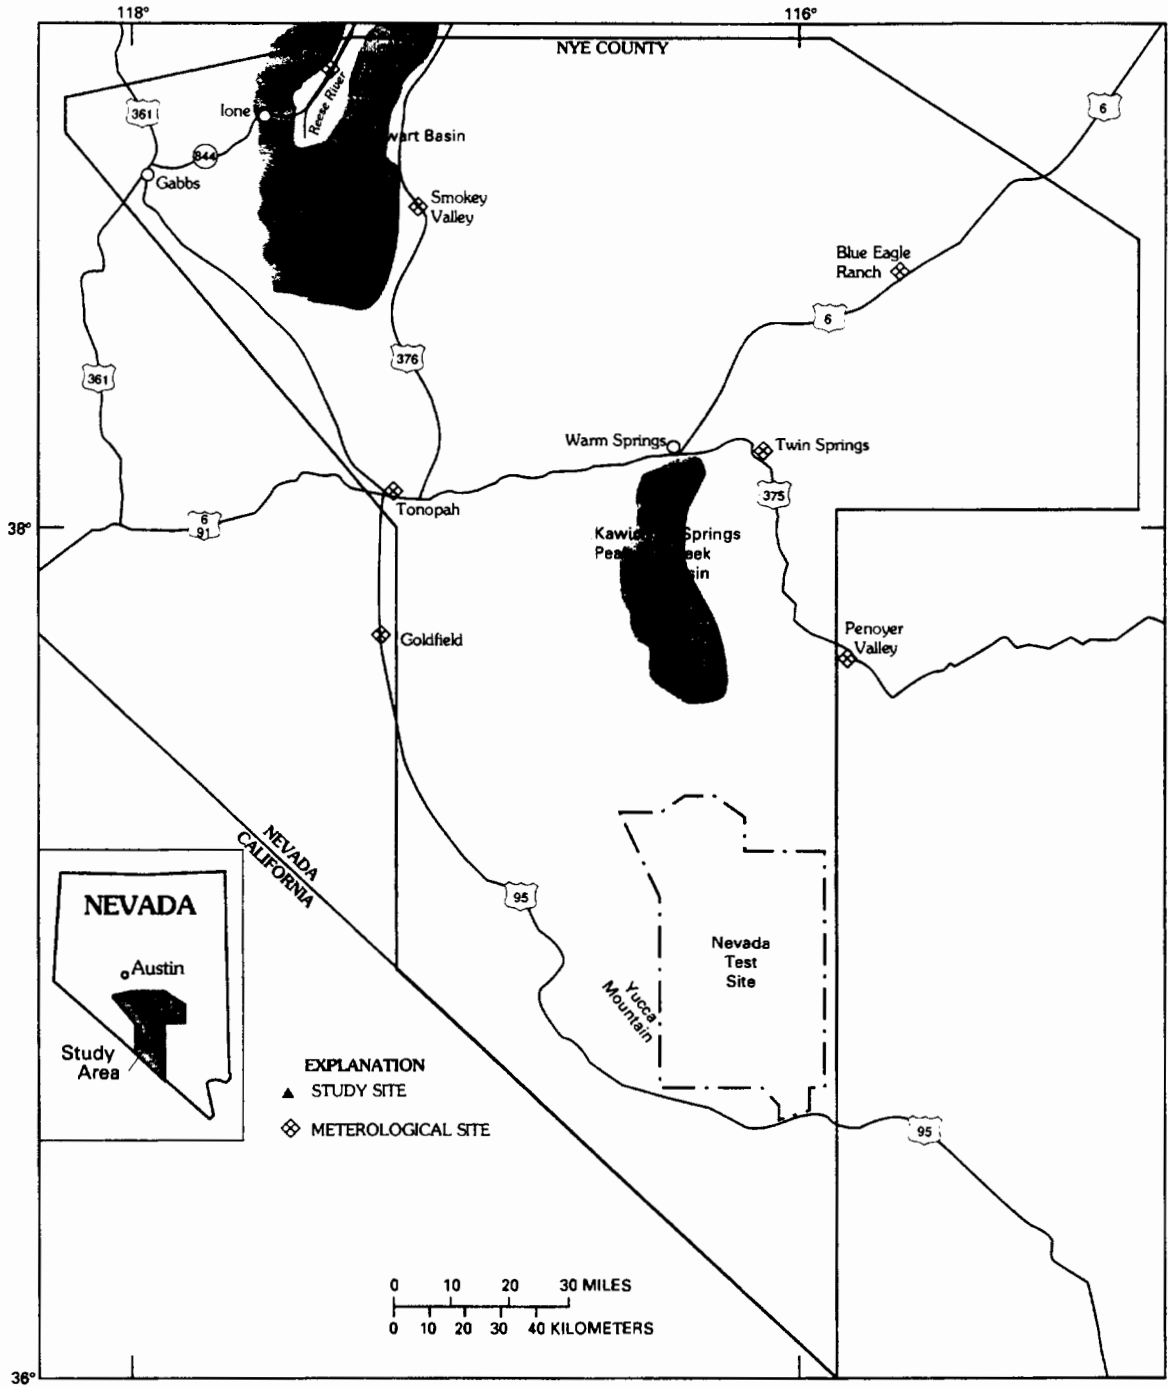 118°
116°
NYE COUNTY
6
361
Ione
Reese River
wart Basin
844
Gabbs
Smokey
Valley
Blue Eagle
Ranch
6
376
361
Warm Springs
Twin Springs
375
Tonopah
38°
6
91
Kawi Springs
Pea eek
sin
Goldfield
Penoyer
Valley
NEVADA
CALIFORNIA
95
NEVADA
Austin
Study
Area
Nevada
Test
Site
Yucca
Mountain
EXPLANATION
STUDY SITE
METEROLOGICAL SITE
95
0 10 20 30 MILES
0 10 20 30 40 KILOMETERS
36°